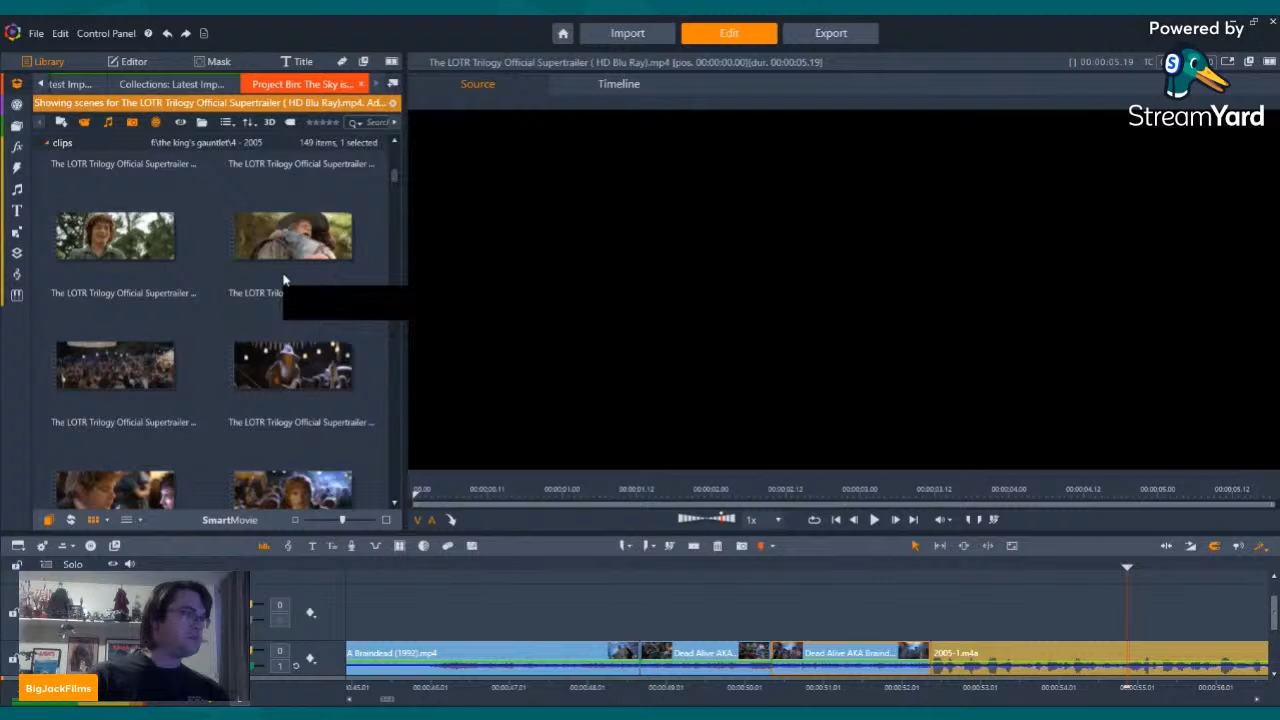 File Edit Control Panel
Import Edit Export
Powered by
StreamYard
Library Editor Mask Title
The LOTR Trilogy Official Supertrailer ( HD Blu Ray).mp4 [pos. 00:00:00.00][dur. 00:00:05.19]
[] 00:00:05.19 TC
test Imp... Collections: Latest Imp... Project Birc The Sky is...
Source Timeline
Showing scenes for The LOTR Trilogy Official Supertrailer ( HD Blu Ray).mp4. Ad...
3D Searc
clips f:\the king's gauntlet\4 - 2005 149 items, 1 selected
The LOTR Trilogy Official Supertrailer ... The LOTR Trilogy Official Supertrailer ...
The LOTR Trilogy Official Supertrailer ... The LOTR Trilo
The LOTR Trilogy Official Supertrailer ... The LOTR Trilogy Official Supertrailer ...
00.00 00:00:00.11 00:00:01.00 00:00:01.12 00:00:02.00 00:00:02.12 00:00:03.00 00:00:03.12 00:00:04.00 00:00:04.12 00:00:05.00 00:00:05.12
SmartMovie
V A 1x
Solo
0
0
1
A Braindead (1992).mp4 Dead Alive AKA... Dead Alive AKA Braind... 2005-1.m4a
BigJackFilms
:00:45.01 00:00:46.01 00:00:47.01 00:00:48.01 00:00:49.01 00:00:50.01 00:00:51.01 00:00:52.01 00:00:53.01 00:00:54.01 00:00:55.01 00:00:56.01